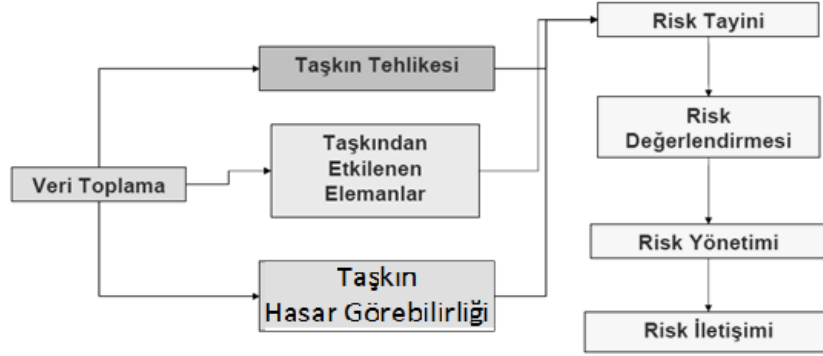 Veri Toplama
Taşkın Tehlikesi
Taşkından
Etkilenen
Elemanlar
Taşkın
Hasar Görebilirliği
Risk Tayini
Risk
Değerlendirmesi
Risk Yönetimi
Risk İletişimi